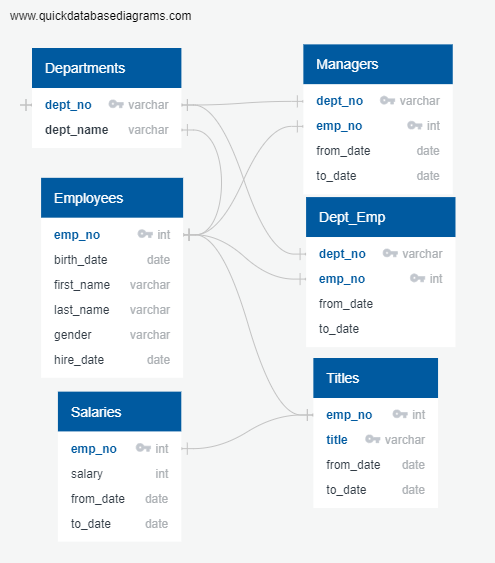 www.quickdatabasediagrams.com
Departments
dept_no varchar
dept_name varchar
Employees
emp_no int
birth_date date
first_name varchar
last_name varchar
gender varchar
hire_date date
Salaries
emp_no int
salary int
from_date date
to_date date
Managers
dept_no varchar
emp_no int
from_date date
to_date date
Dept_Emp
dept_no varchar
emp_no int
from_date
to_date
Titles
emp_no int
title varchar
from_date date
to_date date